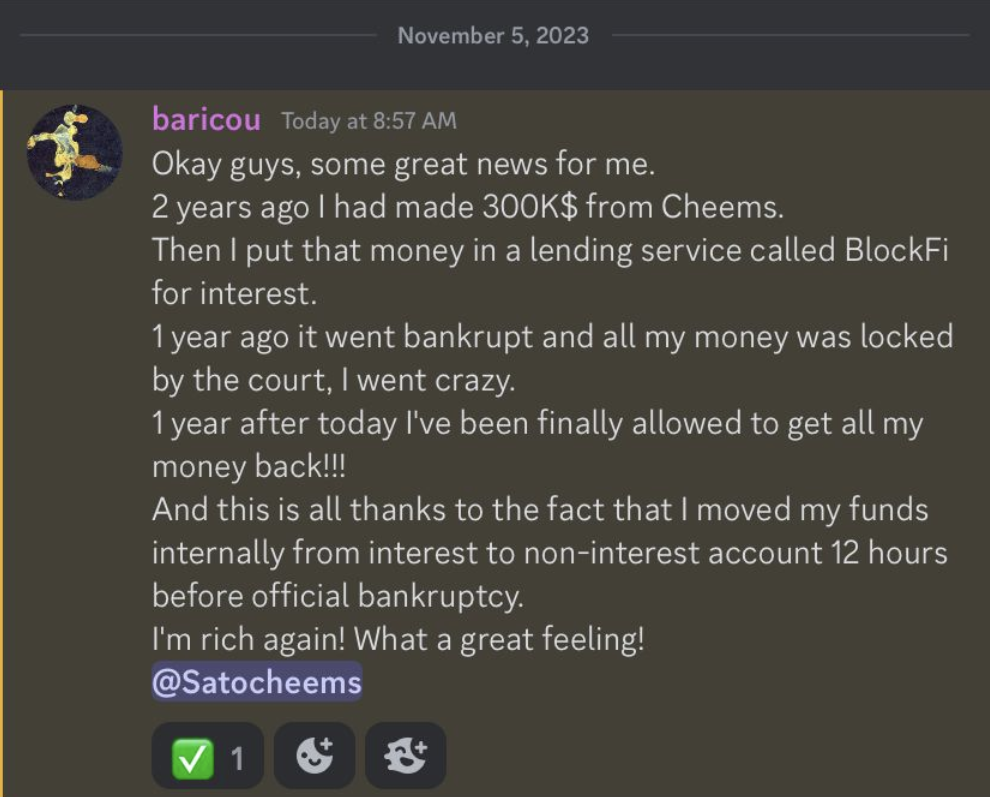 November 5, 2023
baricou Today at 8:57 AM
Okay guys, some great news for me.
2 years ago I had made 300K$ from Cheems.
Then I put that money in a lending service called BlockFi
for interest.
1 year ago it went bankrupt and all my money was locked
by the court, I went crazy.
1 year after today I've been finally allowed to get all my
money back!!!
And this is all thanks to the fact that I moved my funds
internally from interest to non-interest account 12 hours
before official bankruptcy.
I'm rich again! What a great feeling!
@Satocheems
1